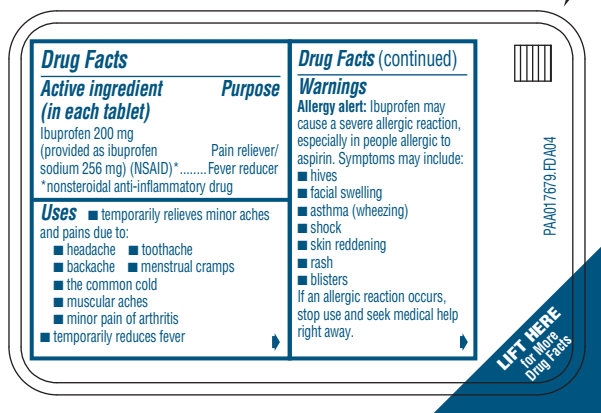 Drug Facts
Active ingredient Purpose
(in each tablet)
Ibuprofen 200 mg
(provided as ibuprofen Pain reliever/
sodium 256 mg) (NSAID)*........Fever reducer
*nonsteroidal anti-inflammatory drug
Uses ■ temporarily relieves minor aches
and pains due to:
■ headache ■ toothache
■ backache ■ menstrual cramps
■ the common cold
■ muscular aches
■ minor pain of arthritis
■ temporarily reduces fever
Drug Facts (continued)
Warnings
Allergy alert: Ibuprofen may
cause a severe allergic reaction,
especially in people allergic to
aspirin. Symptoms may include:
■ hives
■ facial swelling
■ asthma (wheezing)
■ shock
■ skin reddening
■ rash
■ blisters
If an allergic reaction occurs,
stop use and seek medical help
right away.
PAA017679.FDA04
LIFT HERE
for More
Drug Facts